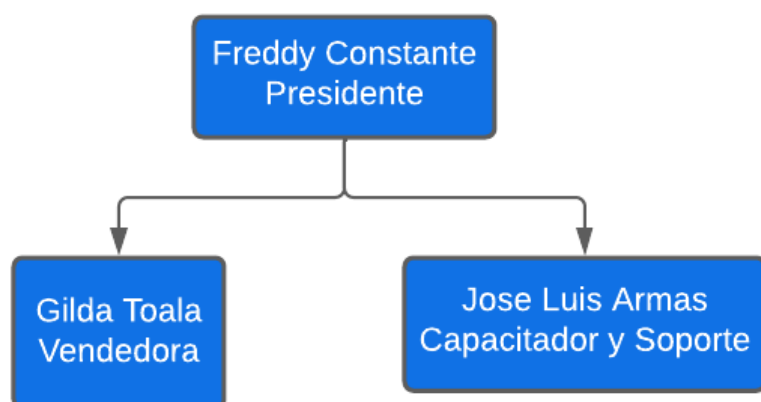 Freddy Constante
Presidente
Gilda Toala
Vendedora
Jose Luis Armas
Capacitador y Soporte